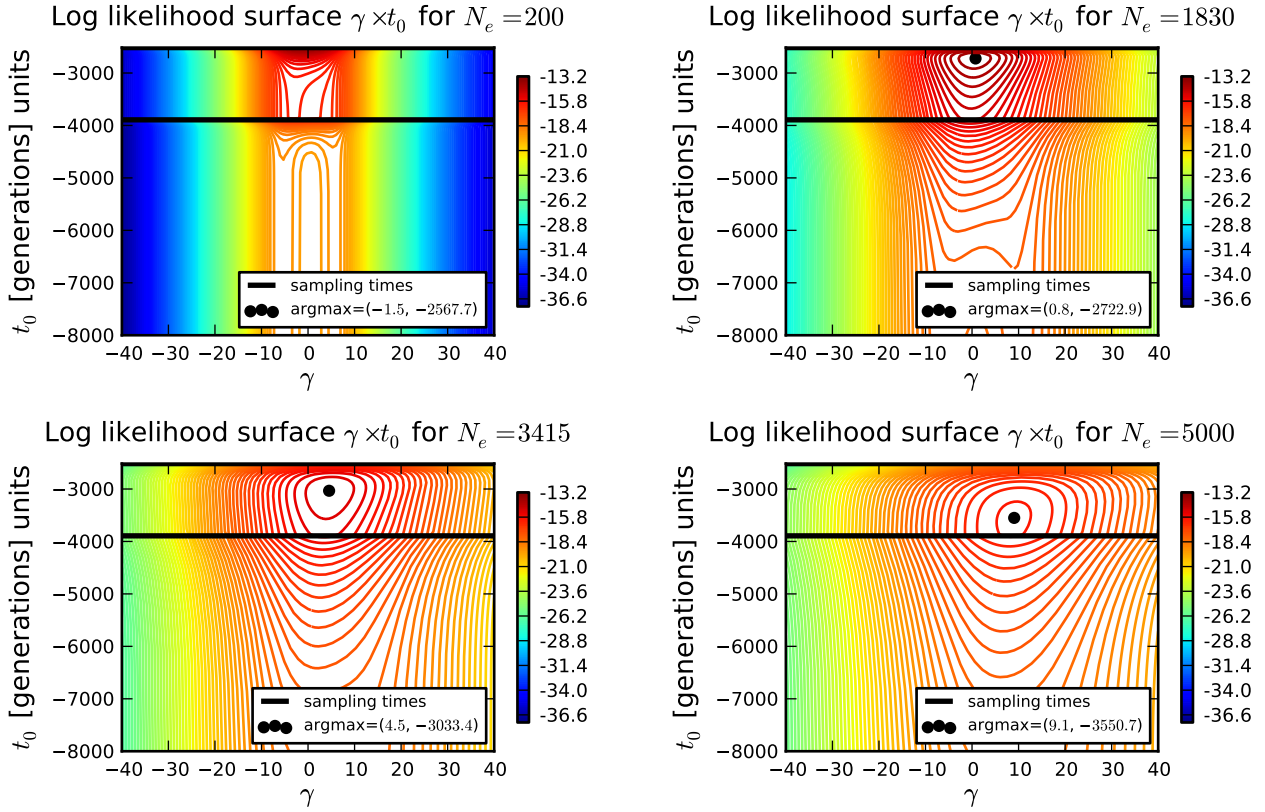 Log likelihood surface γ×t₀ for Nₑ=200
t₀ [generations] units
−3000
−4000
−5000
−6000
−7000
−8000
−40 −30 −20 −10 0 10 20 30 40
γ
sampling times
argmax=(−1.5, −2567.7)
-13.2
-15.8
-18.4
-21.0
-23.6
-26.2
-28.8
-31.4
-34.0
-36.6
Log likelihood surface γ×t₀ for Nₑ=1830
t₀ [generations] units
−3000
−4000
−5000
−6000
−7000
−8000
−40 −30 −20 −10 0 10 20 30 40
γ
sampling times
argmax=(0.8, −2722.9)
-13.2
-15.8
-18.4
-21.0
-23.6
-26.2
-28.8
-31.4
-34.0
-36.6
Log likelihood surface γ×t₀ for Nₑ=3415
t₀ [generations] units
−3000
−4000
−5000
−6000
−7000
−8000
−40 −30 −20 −10 0 10 20 30 40
γ
sampling times
argmax=(4.5, −3033.4)
-13.2
-15.8
-18.4
-21.0
-23.6
-26.2
-28.8
-31.4
-34.0
-36.6
Log likelihood surface γ×t₀ for Nₑ=5000
t₀ [generations] units
−3000
−4000
−5000
−6000
−7000
−8000
−40 −30 −20 −10 0 10 20 30 40
γ
sampling times
argmax=(9.1, −3550.7)
-13.2
-15.8
-18.4
-21.0
-23.6
-26.2
-28.8
-31.4
-34.0
-36.6